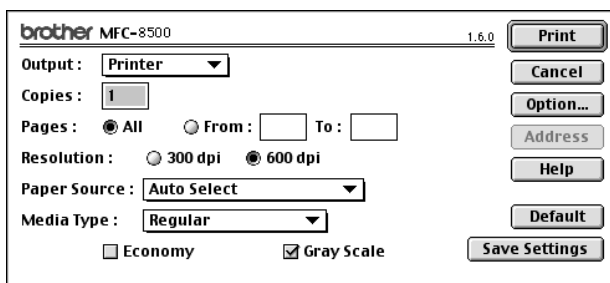 brother MFC-8500 1.6.0 Print
Output : Printer Cancel
Copies : 1 Option...
Pages : All From : To : Address
Resolution : 300 dpi 600 dpi Help
Paper Source : Auto Select
Media Type : Regular Default
Economy Gray Scale Save Settings